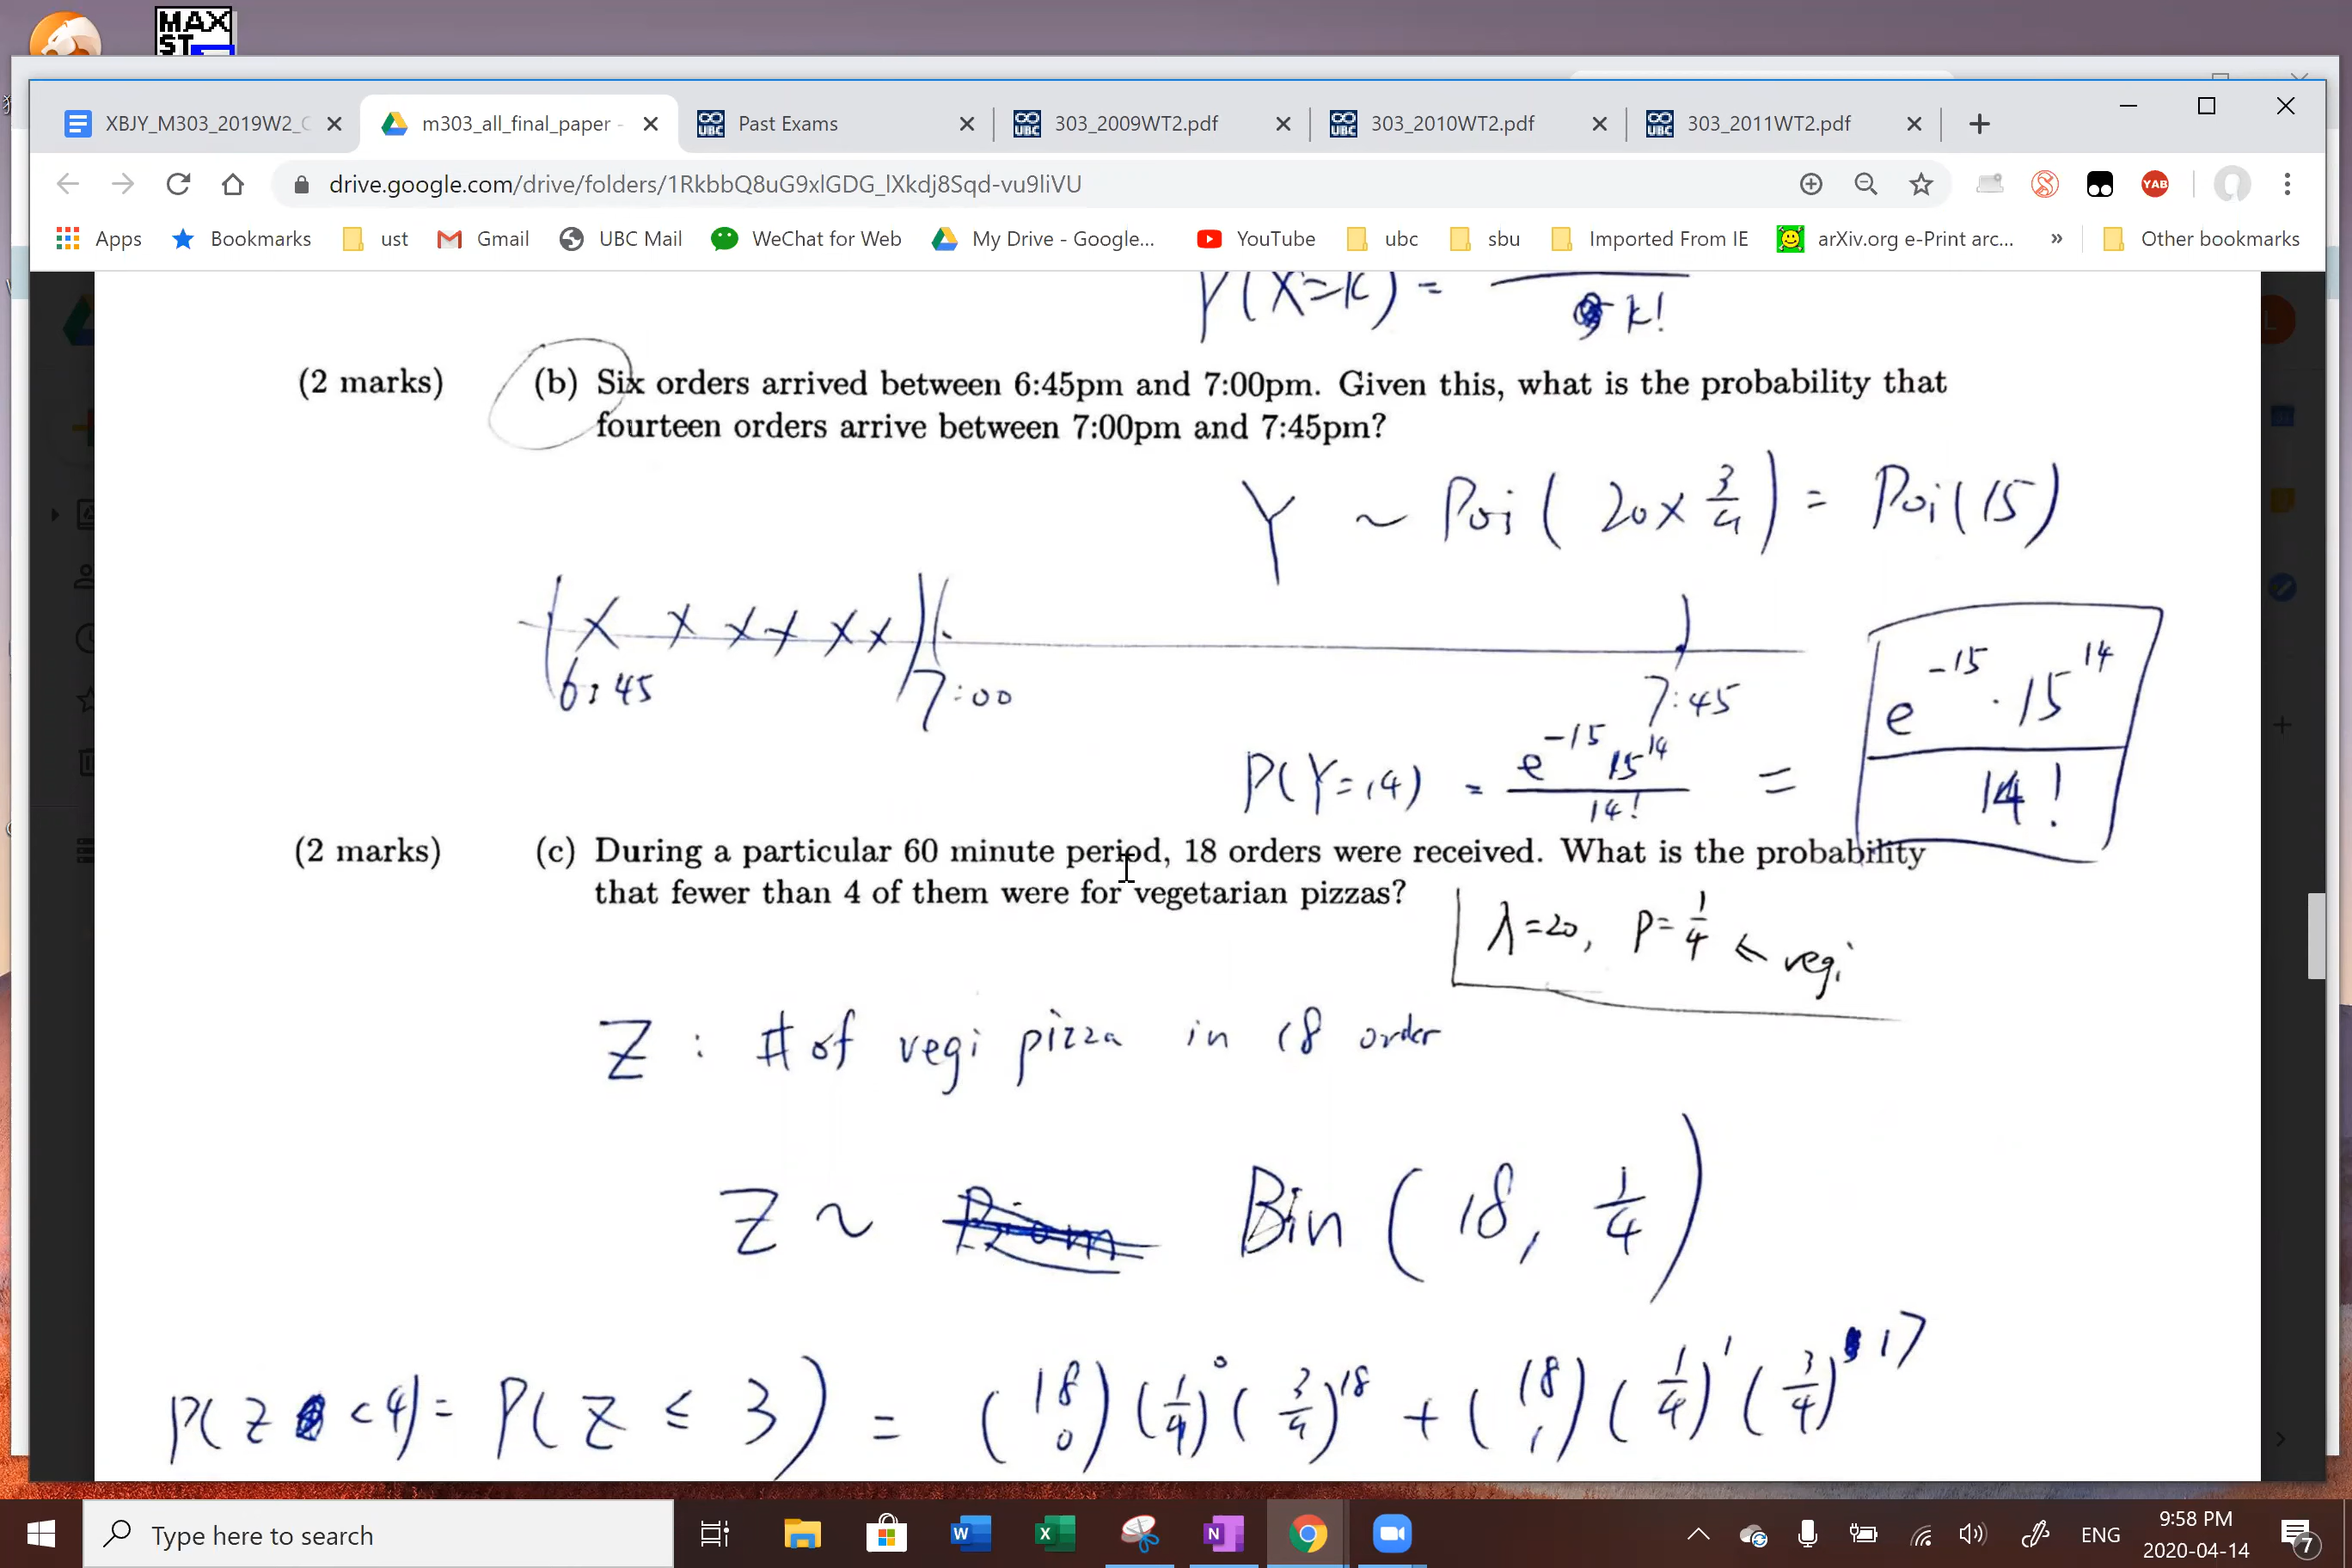 MAX
ST
XBJY_M303_2019W2_C
m303_all_final_paper -
Past Exams
303_2009WT2.pdf
303_2010WT2.pdf
303_2011WT2.pdf
drive.google.com/drive/folders/1RkbbQ8uG9xlGDG_lXkdj8Sqd-vu9liVU
YAB
Apps
Bookmarks
ust
Gmail
UBC Mail
WeChat for Web
My Drive - Google...
YouTube
ubc
sbu
Imported From IE
arXiv.org e-Print arc...
»
Other bookmarks
P(X=k) = k!
(2 marks) (b) Six orders arrived between 6:45pm and 7:00pm. Given this, what is the probability that
fourteen orders arrive between 7:00pm and 7:45pm?
Y ~ Poi( 20 x 3/4 ) = Poi(15)
6:45 7:00 7:45
P(Y=14) = e^-15 15^14 / 14! = e^-15 · 15^14 / 14!
(2 marks) (c) During a particular 60 minute period, 18 orders were received. What is the probability
that fewer than 4 of them were for vegetarian pizzas?
λ=20, P=1/4 ← vegi
Z : # of vegi pizza in 18 order
Z ~ Bin ( 18, 1/4 )
P(Z < 4) = P( Z ≤ 3 ) = (18 0) (1/4)^0 (3/4)^18 + (18 1) (1/4)^1 (3/4)^17
Type here to search
ENG
9:58 PM
2020-04-14
7